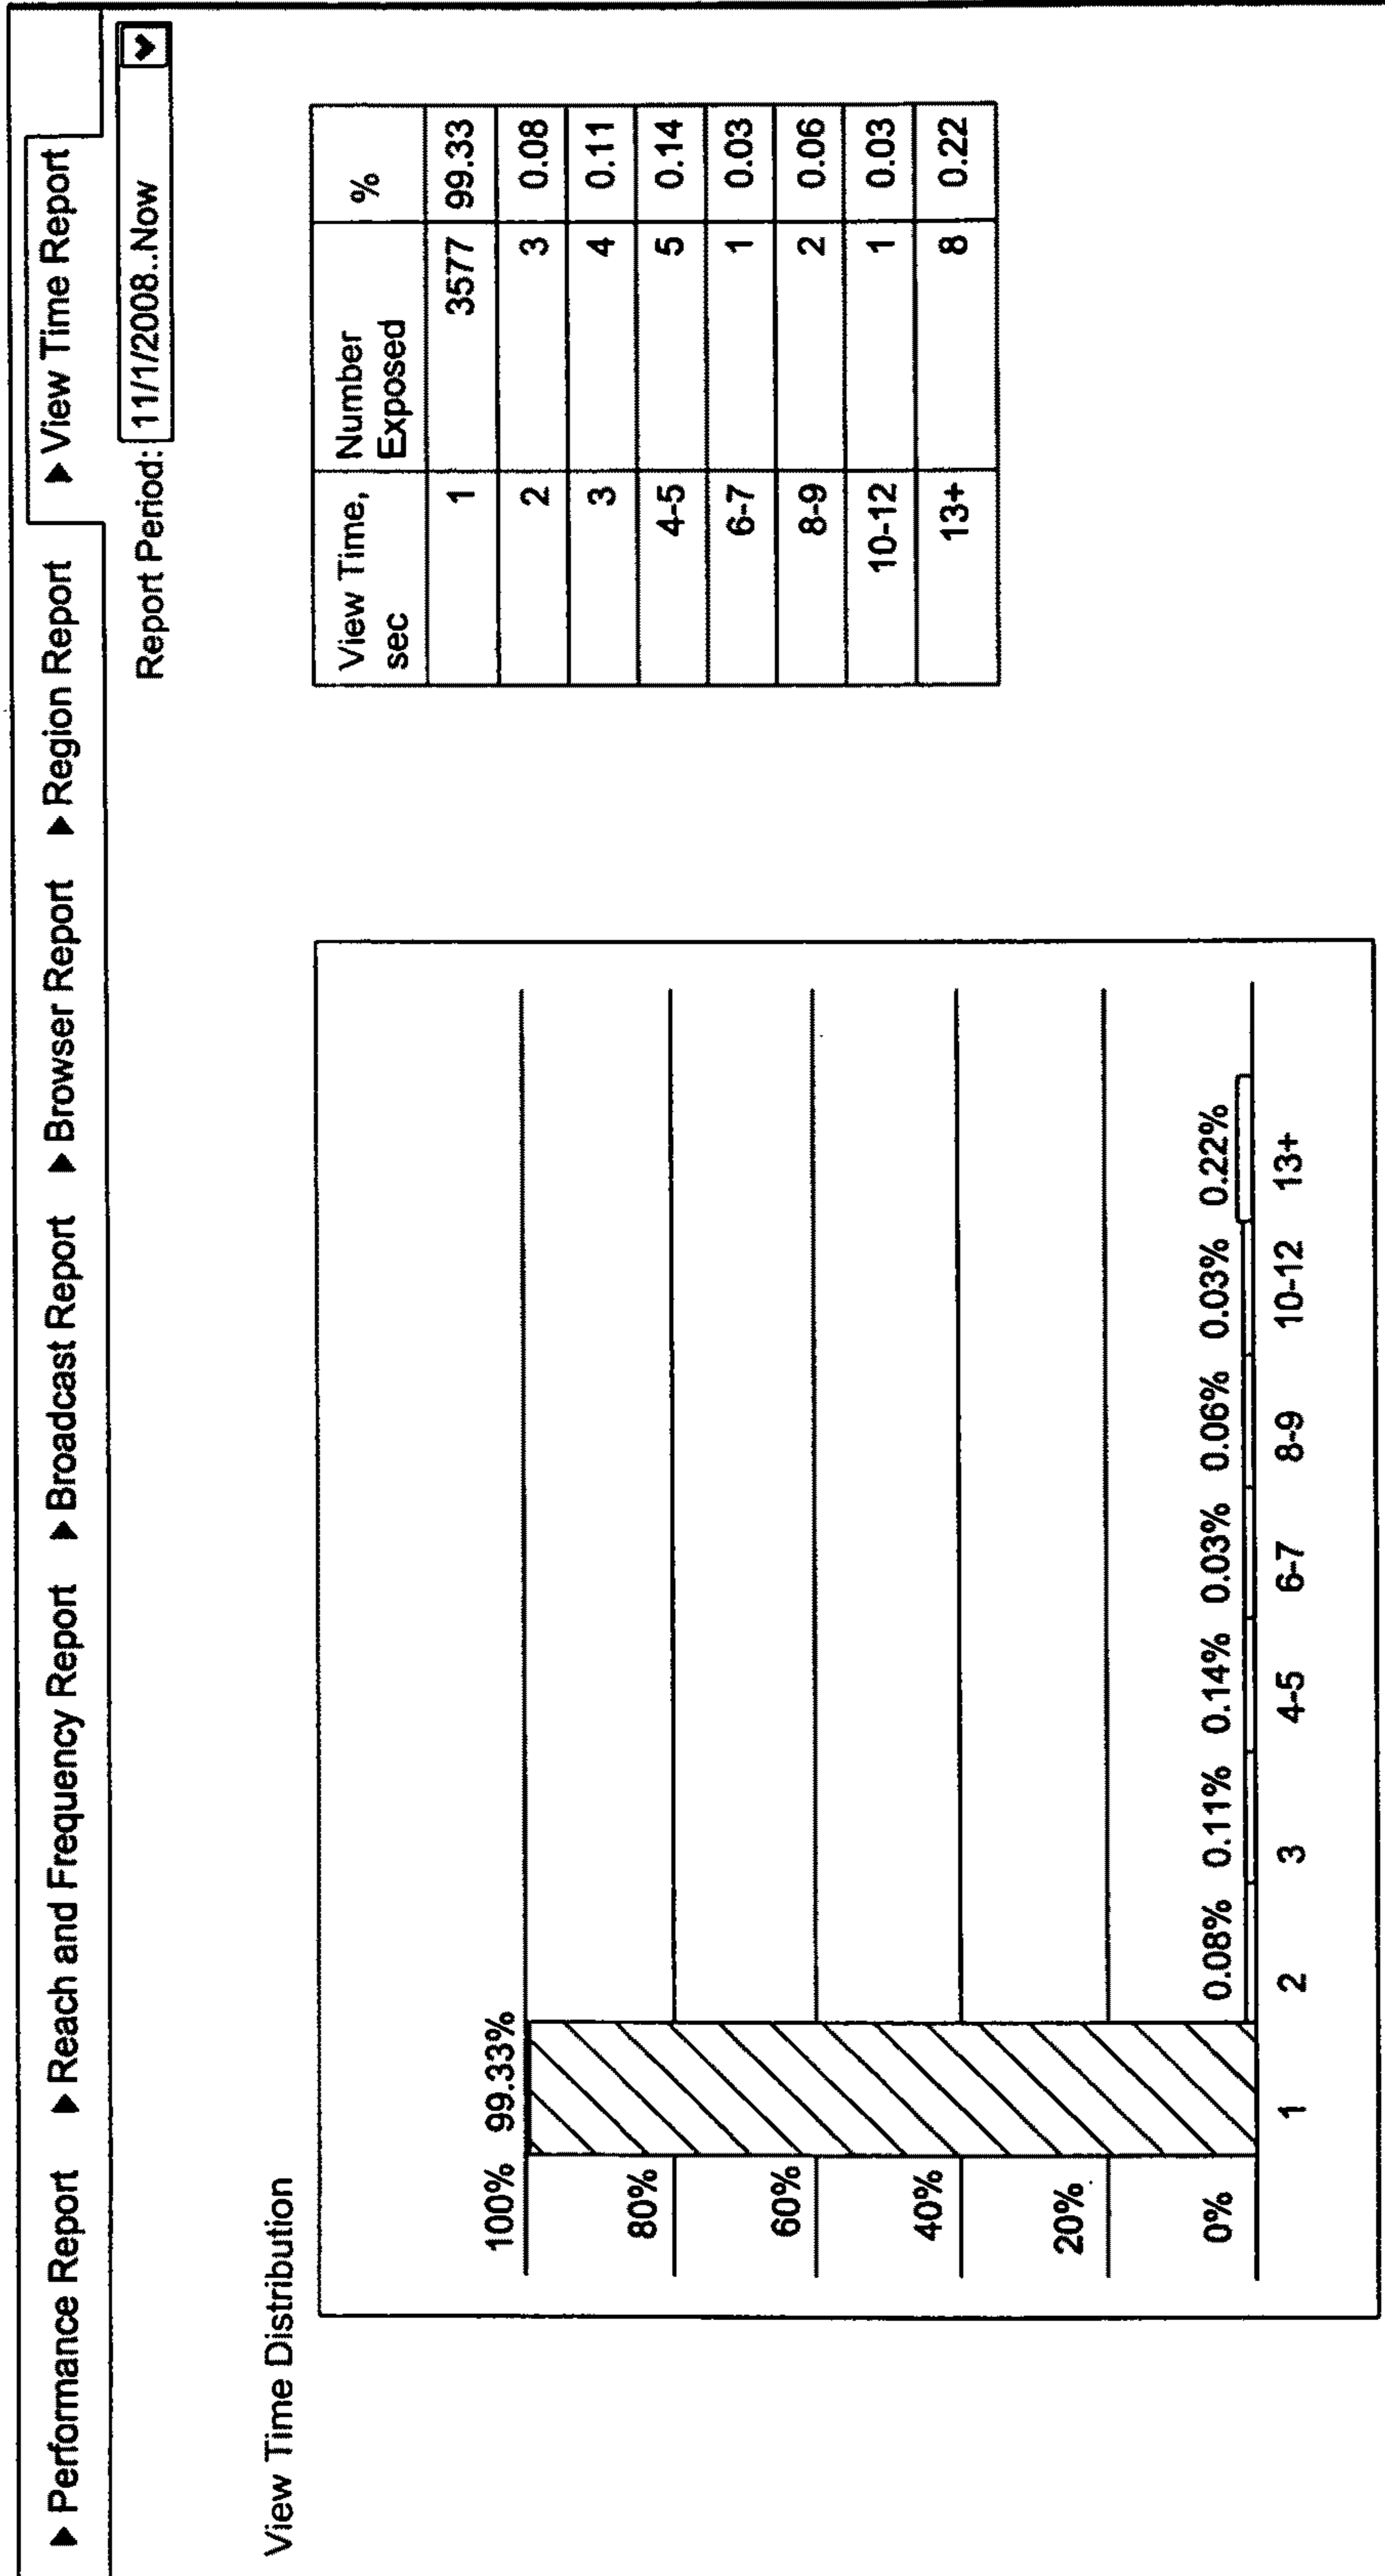 Performance Report Reach and Frequency Report Broadcast Report Browser Report Region Report View Time Report
Report Period: 11/1/2008..Now
View Time Distribution
100% 99.33%
80%
60%
40%
20%
0% 0.08% 0.11% 0.14% 0.03% 0.06% 0.03% 0.22%
1 2 3 4-5 6-7 8-9 10-12 13+
View Time, Number %
sec Exposed
1 3577 99.33
2 3 0.08
3 4 0.11
4-5 5 0.14
6-7 1 0.03
8-9 2 0.06
10-12 1 0.03
13+ 8 0.22